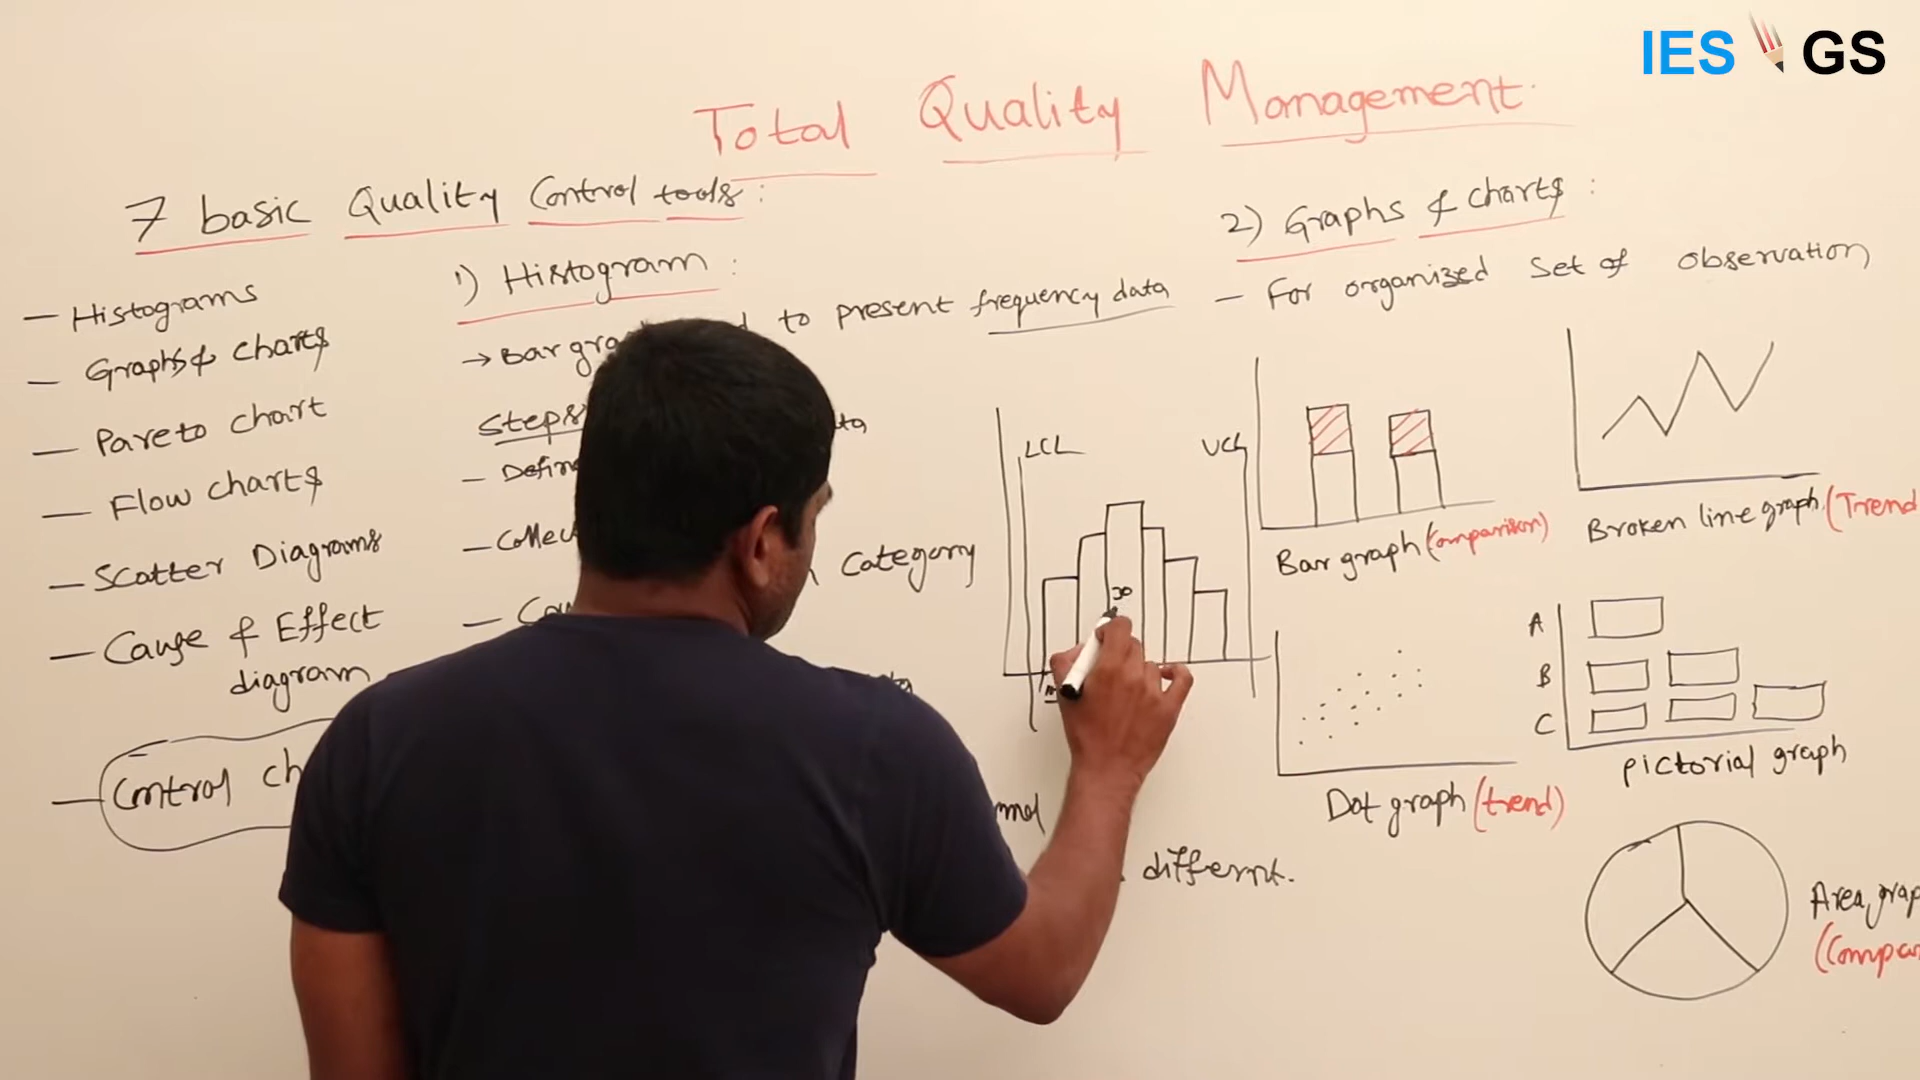 IES GS
Total Quality Management
7 basic Quality Control tools:
- Histograms
- Graphs & Charts
- Pareto chart
- Flow charts
- Scatter Diagrams
- Cause & Effect
diagram
- Control ch
1) Histogram :
→ Bar gra to present frequency data
Steps
- Define
- Collec
category
differnt.
LCL
UCL
30
2) Graphs & charts :
- For organized set of observation
Bar graph (Comparison)
Broken line graph (Trend
Dot graph (trend)
A
B
C
pictorial graph
Area grap
(Compar